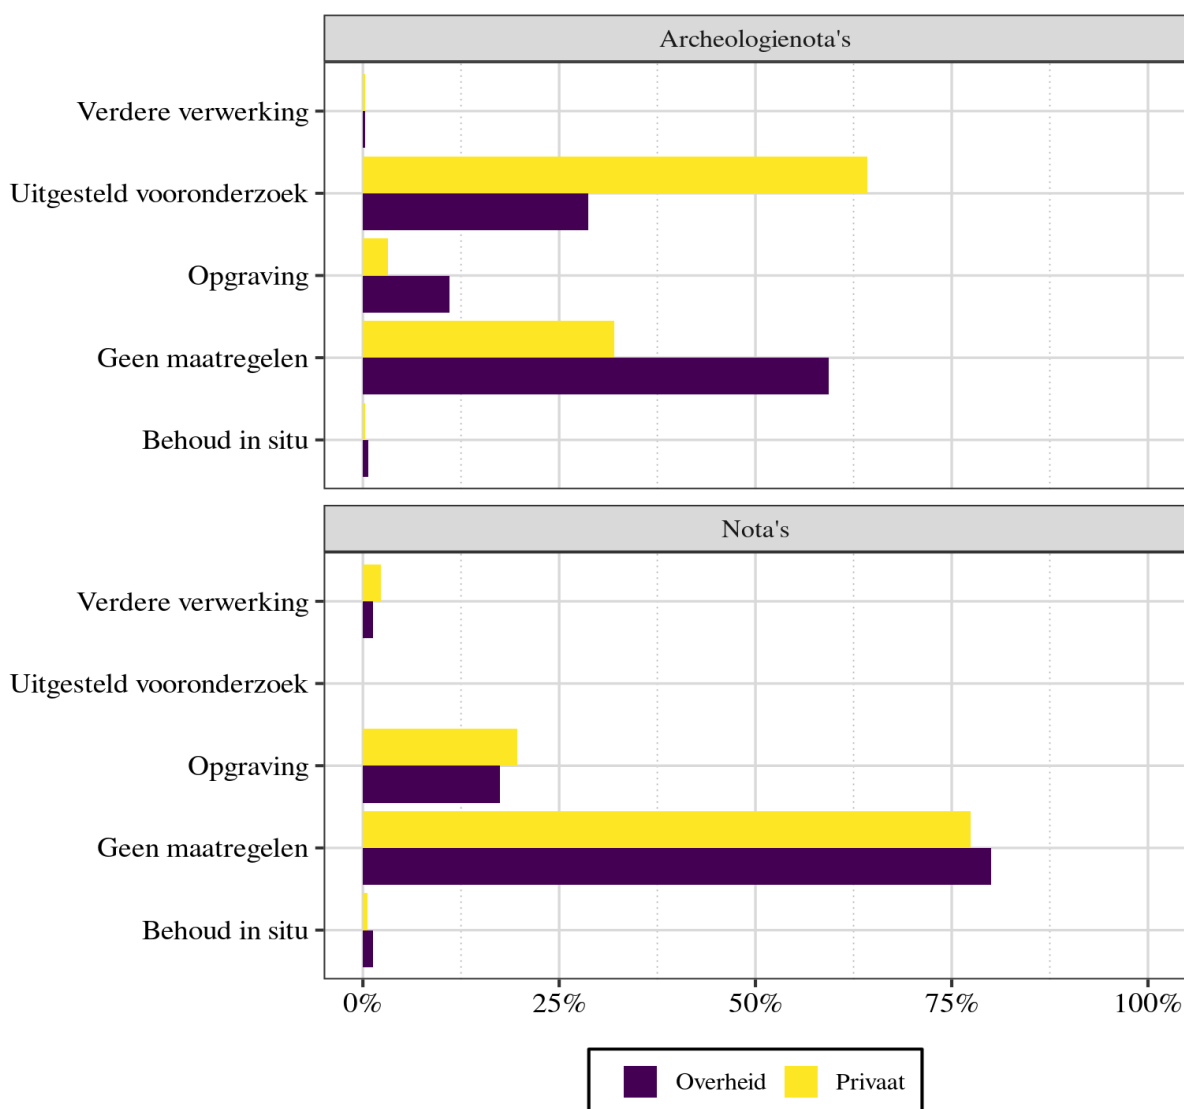 Archeologienota's
Verdere verwerking
Uitgesteld vooronderzoek
Opgraving
Geen maatregelen
Behoud in situ
Nota's
Verdere verwerking
Uitgesteld vooronderzoek
Opgraving
Geen maatregelen
Behoud in situ
0% 25% 50% 75% 100%
Overheid Privaat